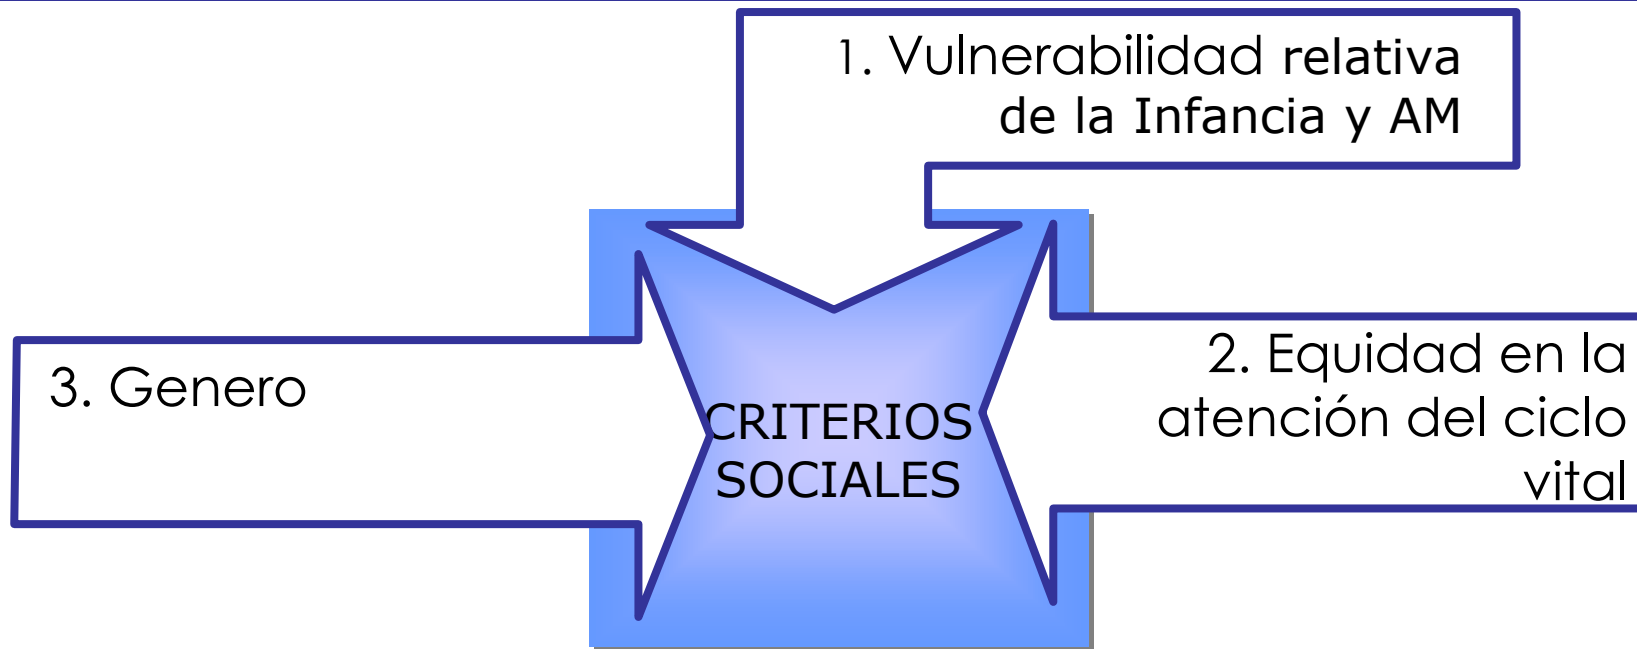 1. Vulnerabilidad relativa
de la Infancia y AM
2. Equidad en la
atención del ciclo
vital
3. Genero
CRITERIOS
SOCIALES